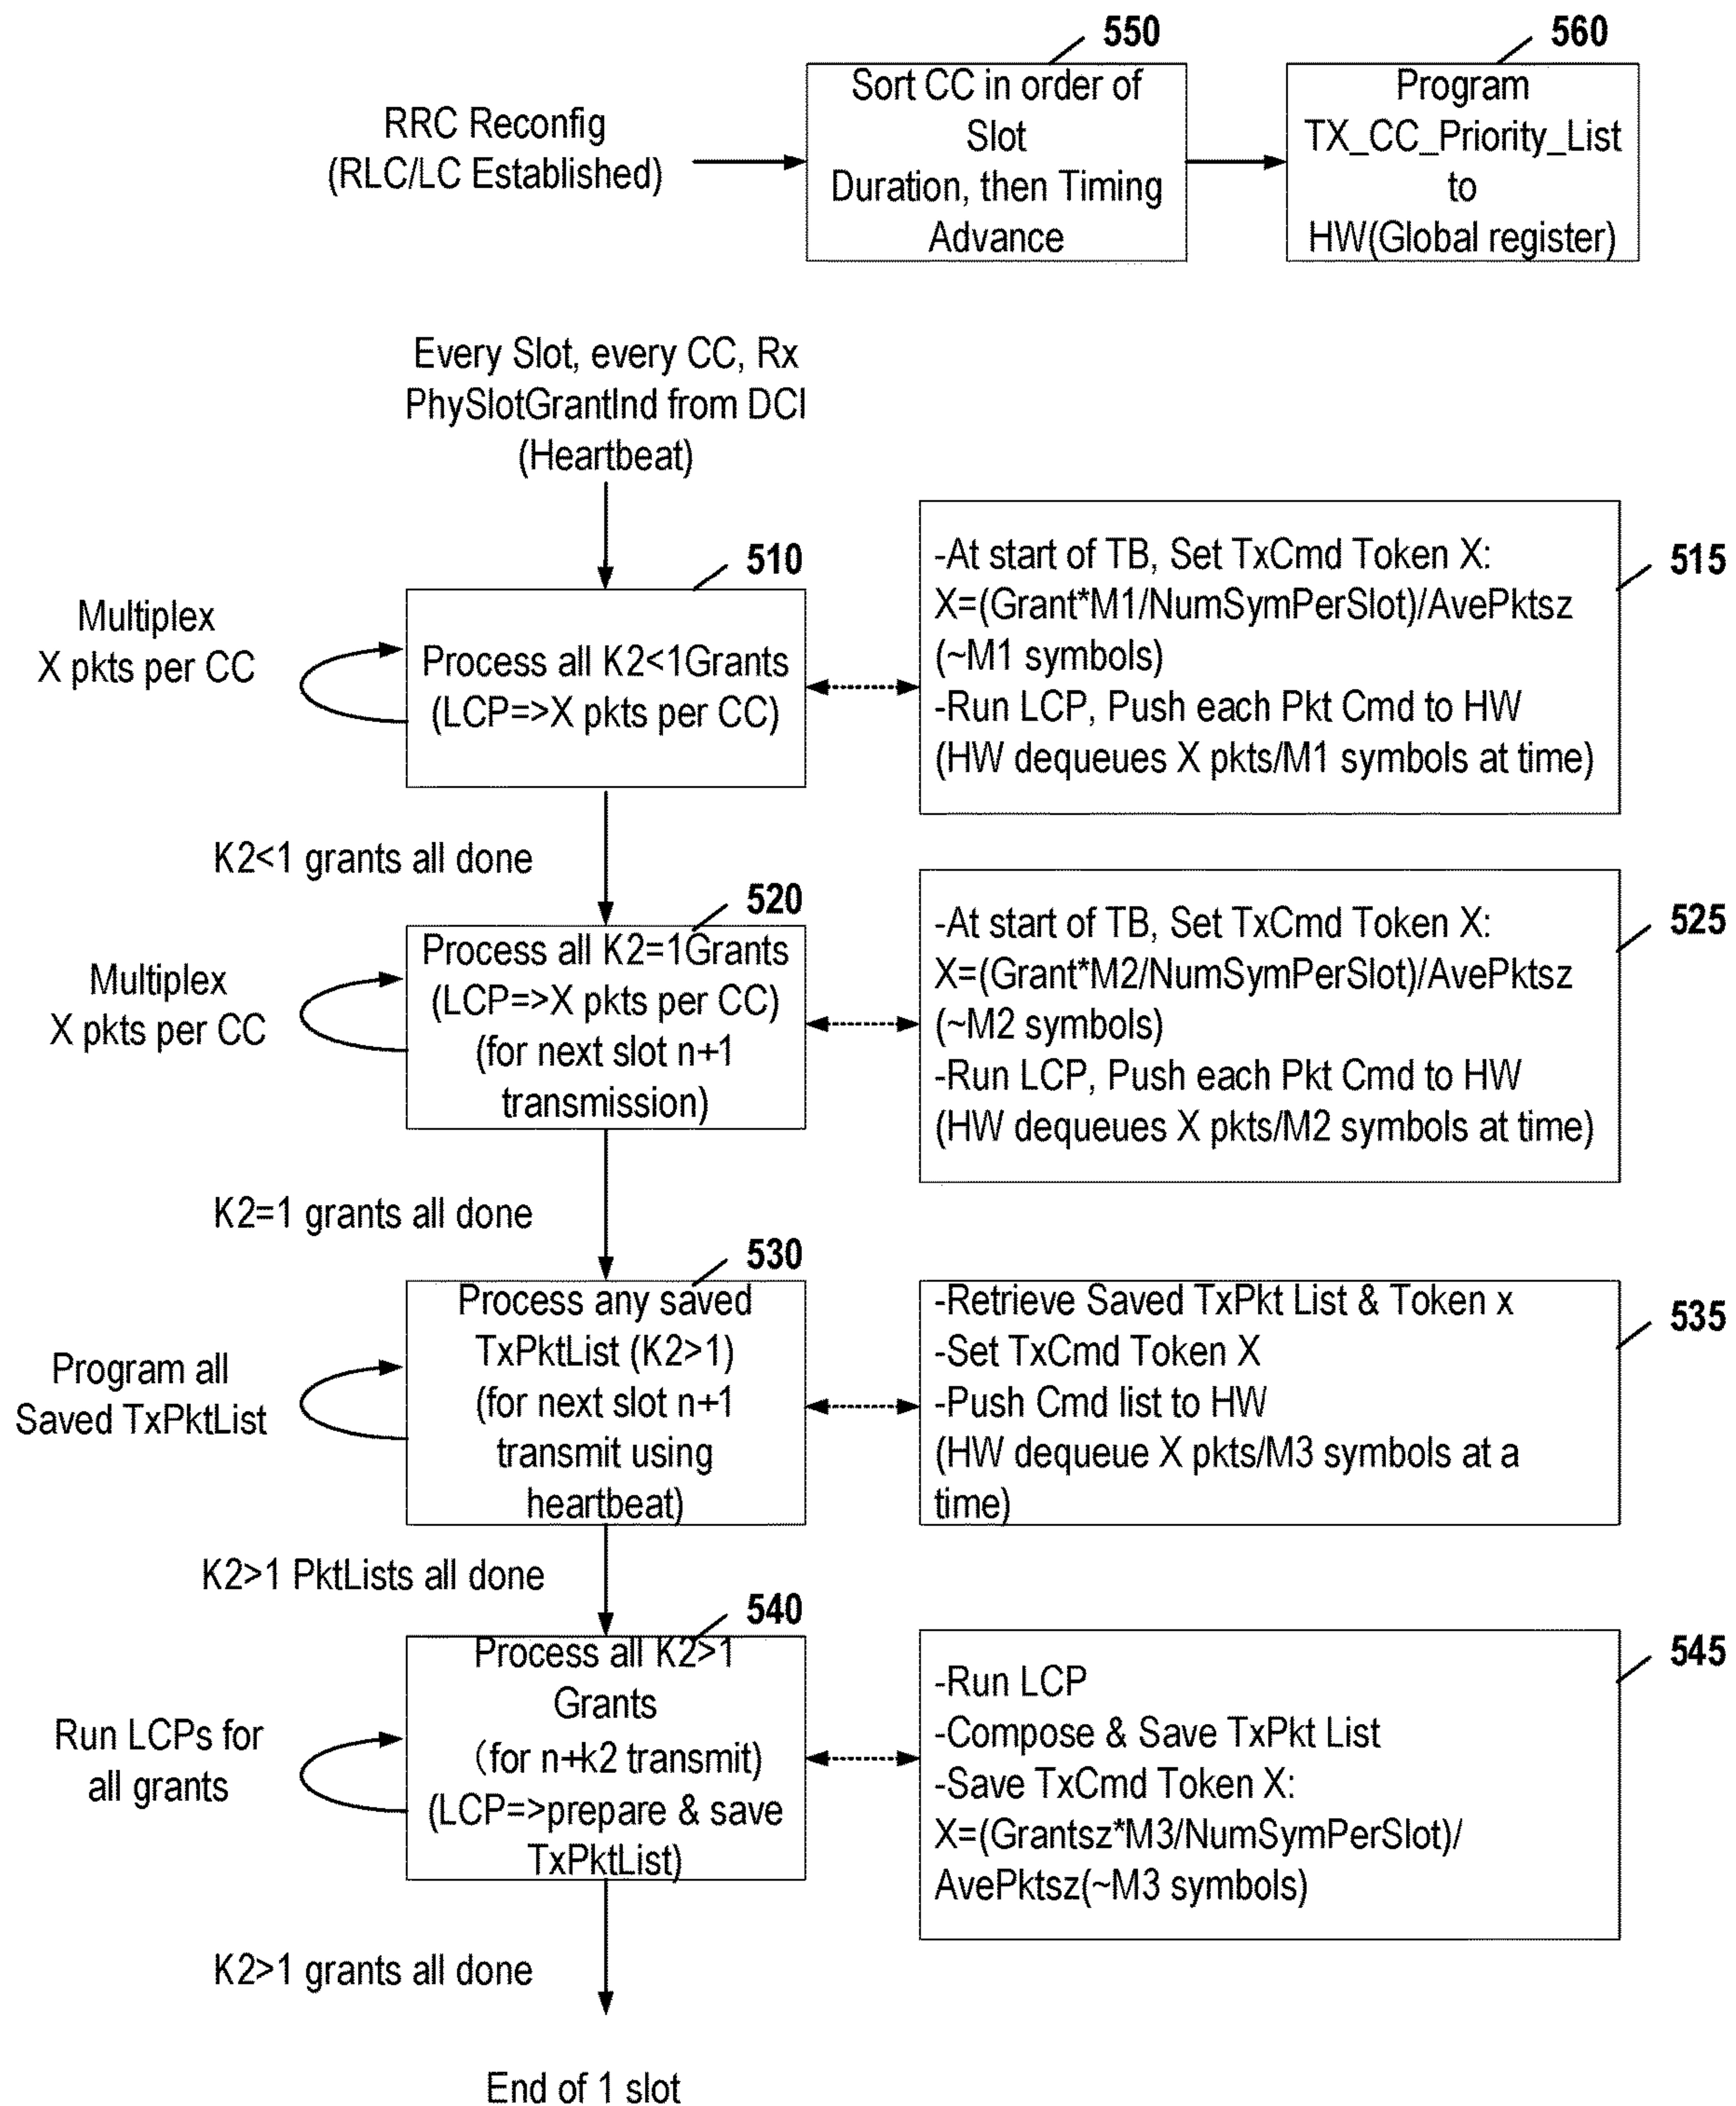 550
560
RRC Reconfig
(RLC/LC Established)
Sort CC in order of
Slot
Duration, then Timing
Advance
Program
TX_CC_Priority_List
to
HW(Global register)
Every Slot, every CC, Rx
PhySlotGrantInd from DCI
(Heartbeat)
510
Multiplex
X pkts per CC
Process all K2<1Grants
(LCP=>X pkts per CC)
515
-At start of TB, Set TxCmd Token X:
X=(Grant*M1/NumSymPerSlot)/AvePktsz
(~M1 symbols)
-Run LCP, Push each Pkt Cmd to HW
(HW dequeues X pkts/M1 symbols at time)
K2<1 grants all done
520
Multiplex
X pkts per CC
Process all K2=1Grants
(LCP=>X pkts per CC)
(for next slot n+1
transmission)
525
-At start of TB, Set TxCmd Token X:
X=(Grant*M2/NumSymPerSlot)/AvePktsz
(~M2 symbols)
-Run LCP, Push each Pkt Cmd to HW
(HW dequeues X pkts/M2 symbols at time)
K2=1 grants all done
530
Program all
Saved TxPktList
Process any saved
TxPktList (K2>1)
(for next slot n+1
transmit using
heartbeat)
535
-Retrieve Saved TxPkt List & Token x
-Set TxCmd Token X
-Push Cmd list to HW
(HW dequeue X pkts/M3 symbols at a
time)
K2>1 PktLists all done
540
Run LCPs for
all grants
Process all K2>1
Grants
(for n+k2 transmit)
(LCP=>prepare & save
TxPktList)
545
-Run LCP
-Compose & Save TxPkt List
-Save TxCmd Token X:
X=(Grantsz*M3/NumSymPerSlot)/
AvePktsz(~M3 symbols)
K2>1 grants all done
End of 1 slot